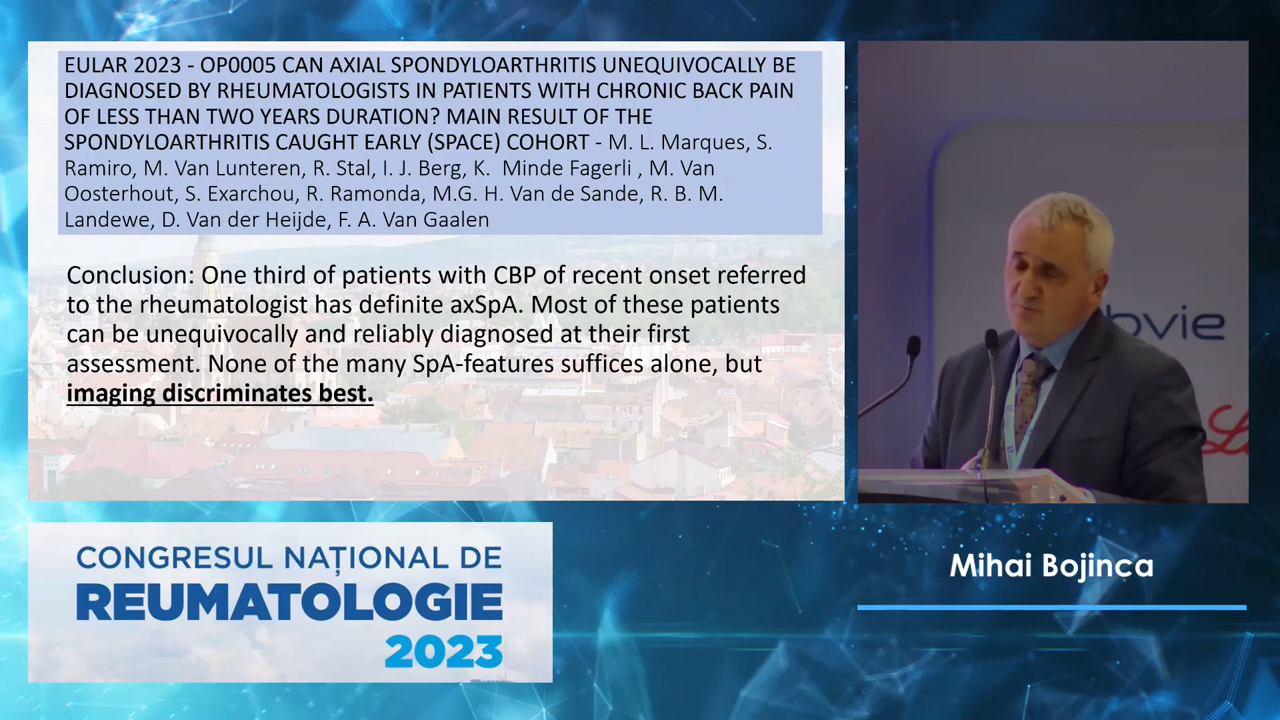 EULAR 2023 - OP0005 CAN AXIAL SPONDYLOARTHRITIS UNEQUIVOCALLY BE
DIAGNOSED BY RHEUMATOLOGISTS IN PATIENTS WITH CHRONIC BACK PAIN
OF LESS THAN TWO YEARS DURATION? MAIN RESULT OF THE
SPONDYLOARTHRITIS CAUGHT EARLY (SPACE) COHORT - M. L. Marques, S.
Ramiro, M. Van Lunteren, R. Stal, I. J. Berg, K. Minde Fagerli , M. Van
Oosterhout, S. Exarchou, R. Ramonda, M.G. H. Van de Sande, R. B. M.
Landewe, D. Van der Heijde, F. A. Van Gaalen
Conclusion: One third of patients with CBP of recent onset referred
to the rheumatologist has definite axSpA. Most of these patients
can be unequivocally and reliably diagnosed at their first
assessment. None of the many SpA-features suffices alone, but
imaging discriminates best.
bvie
CONGRESUL NAȚIONAL DE
REUMATOLOGIE
2023
Mihai Bojinca